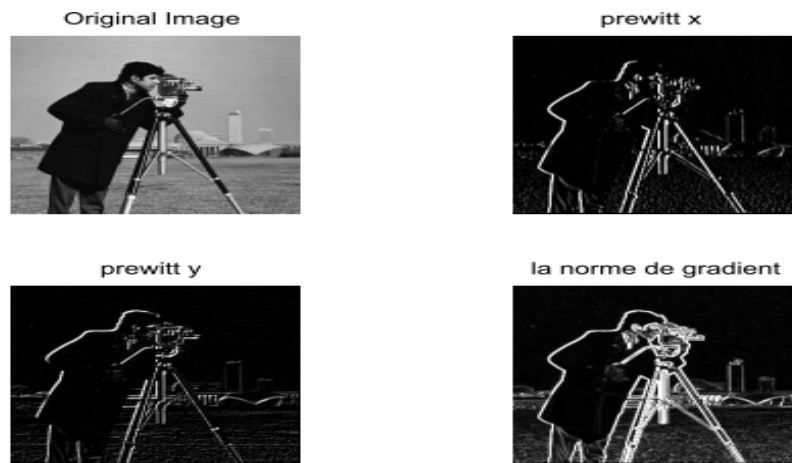 Original Image
prewitt x
prewitt y
la norme de gradient